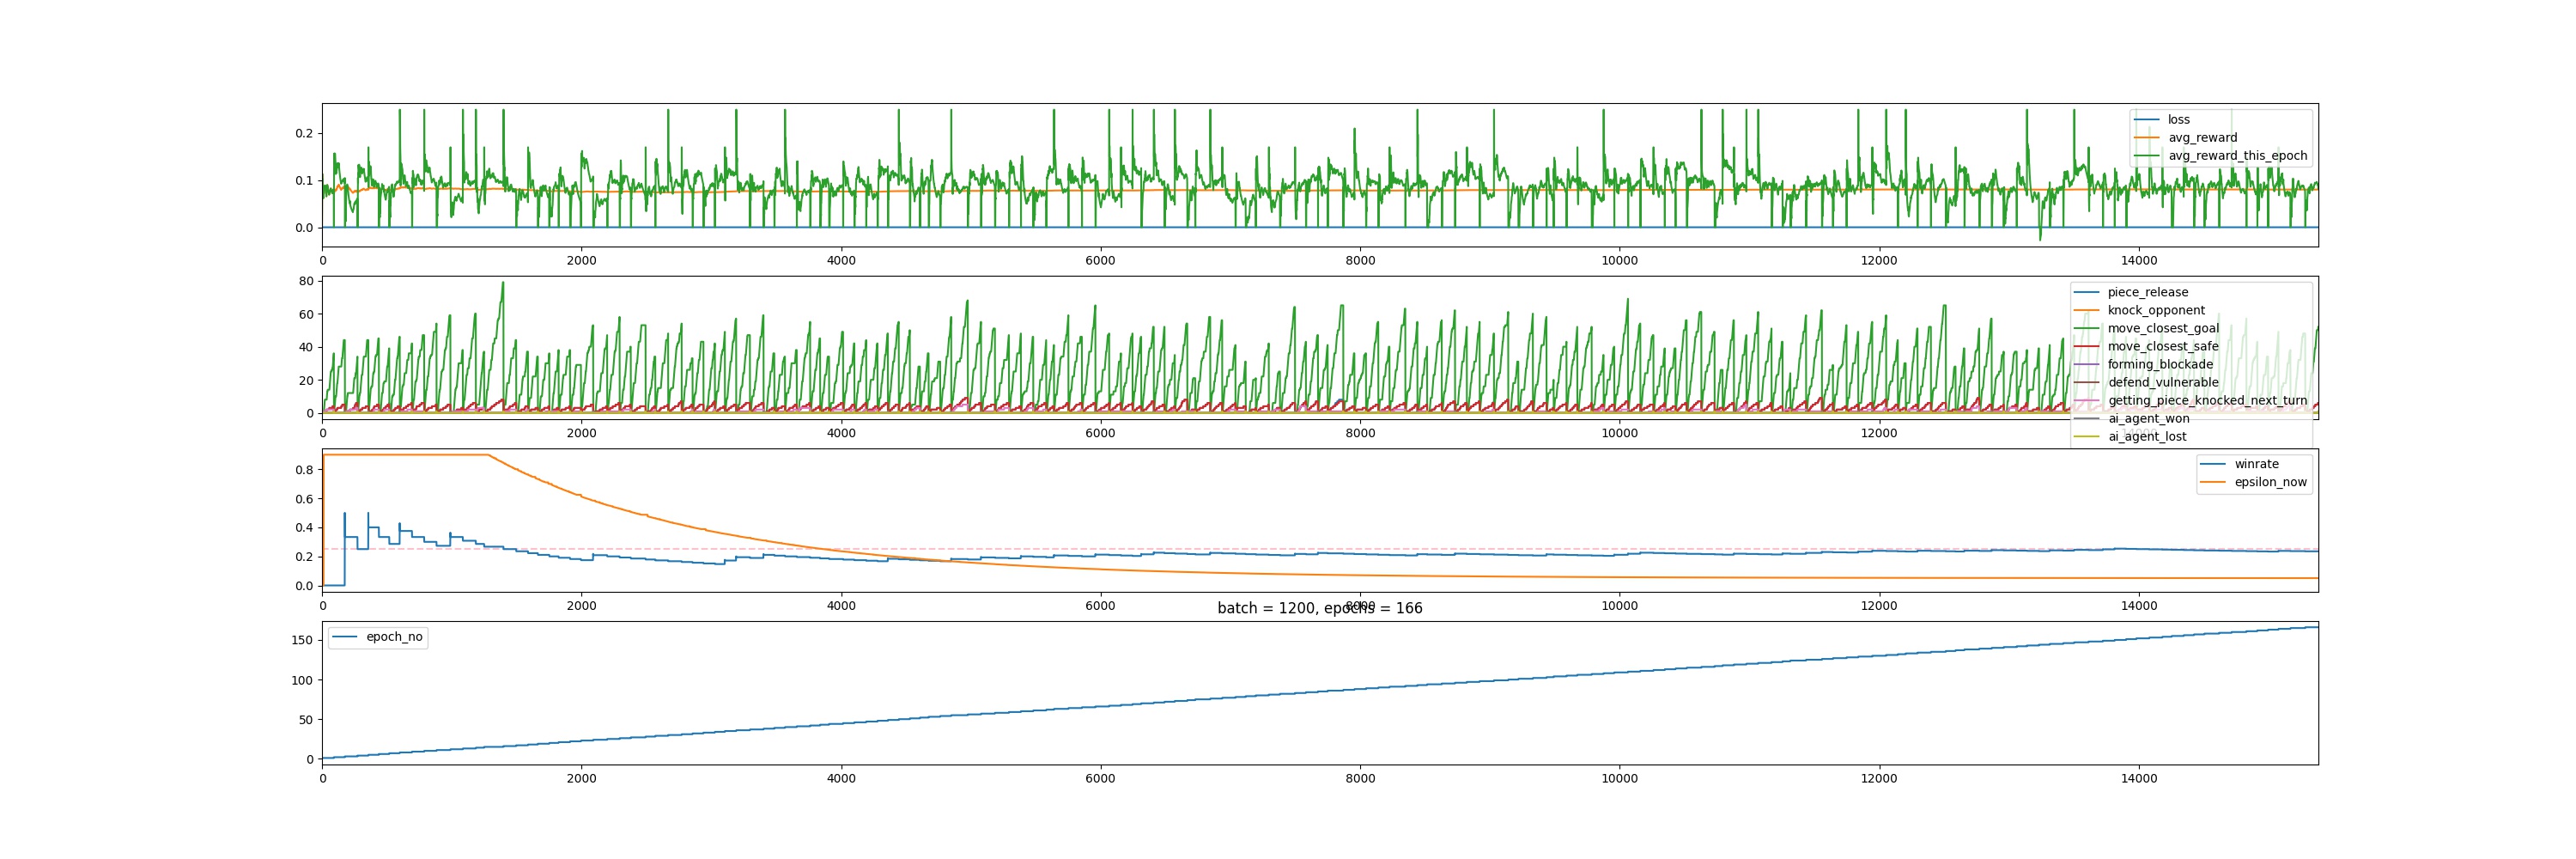 0.2
0.1
0.0
loss
avg_reward
avg_reward_this_epoch
0 2000 4000 6000 8000 10000 12000 14000
80
60
40
20
0
piece_release
knock_opponent
move_closest_goal
move_closest_safe
forming_blockade
defend_vulnerable
getting_piece_knocked_next_turn
ai_agent_won
ai_agent_lost
0 2000 4000 6000 8000 10000 12000 14000
0.8
0.6
0.4
0.2
0.0
winrate
epsilon_now
0 2000 4000 6000 8000 10000 12000 14000
batch = 1200, epochs = 166
150
100
50
0
epoch_no
0 2000 4000 6000 8000 10000 12000 14000